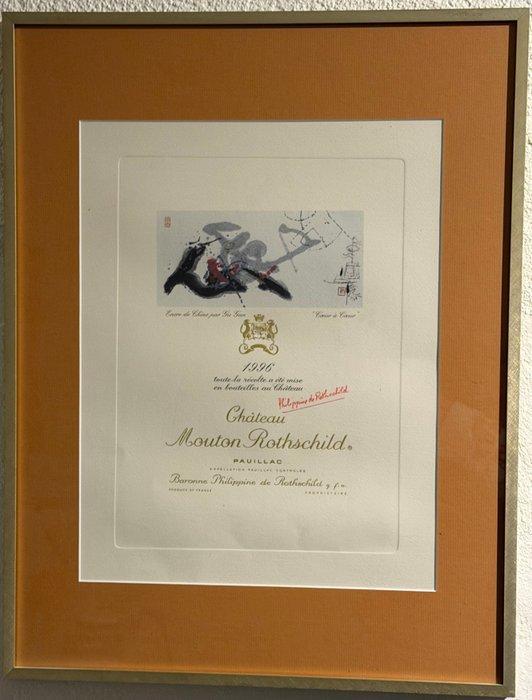 Encre de Chine par Gu Gan
"Cœur à Cœur"
1996
toute la récolte a été mise
en bouteilles au Château
Philippine de Rothschild
Château
Mouton Rothschild
®
PAUILLAC
APPELLATION PAUILLAC CONTRÔLÉE
Baronne Philippine de Rothschild g.f.a.
PRODUCE OF FRANCE
PROPRIÉTAIRE